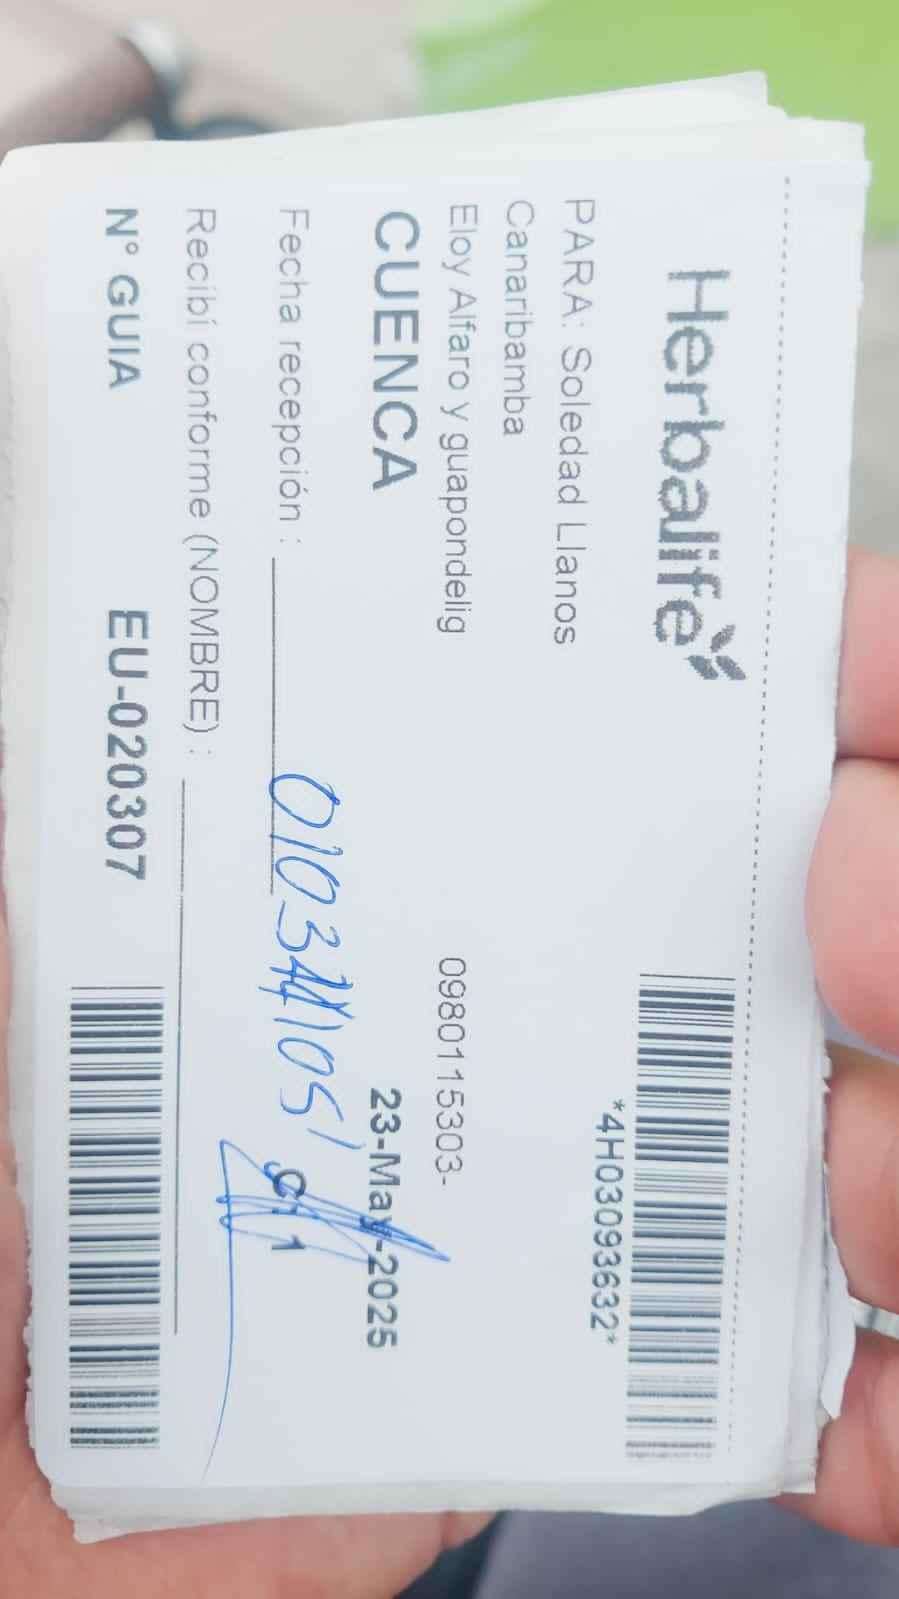 Herbalife
*4H03093632*
PARA: Soledad Llanos
Canaribamba
Eloy Alfaro y guapondelig 0980115303-
CUENCA 23-May-2025
Fecha recepción :
C: 1
Recibí conforme (NOMBRE) :
N° GUIA EU-020307